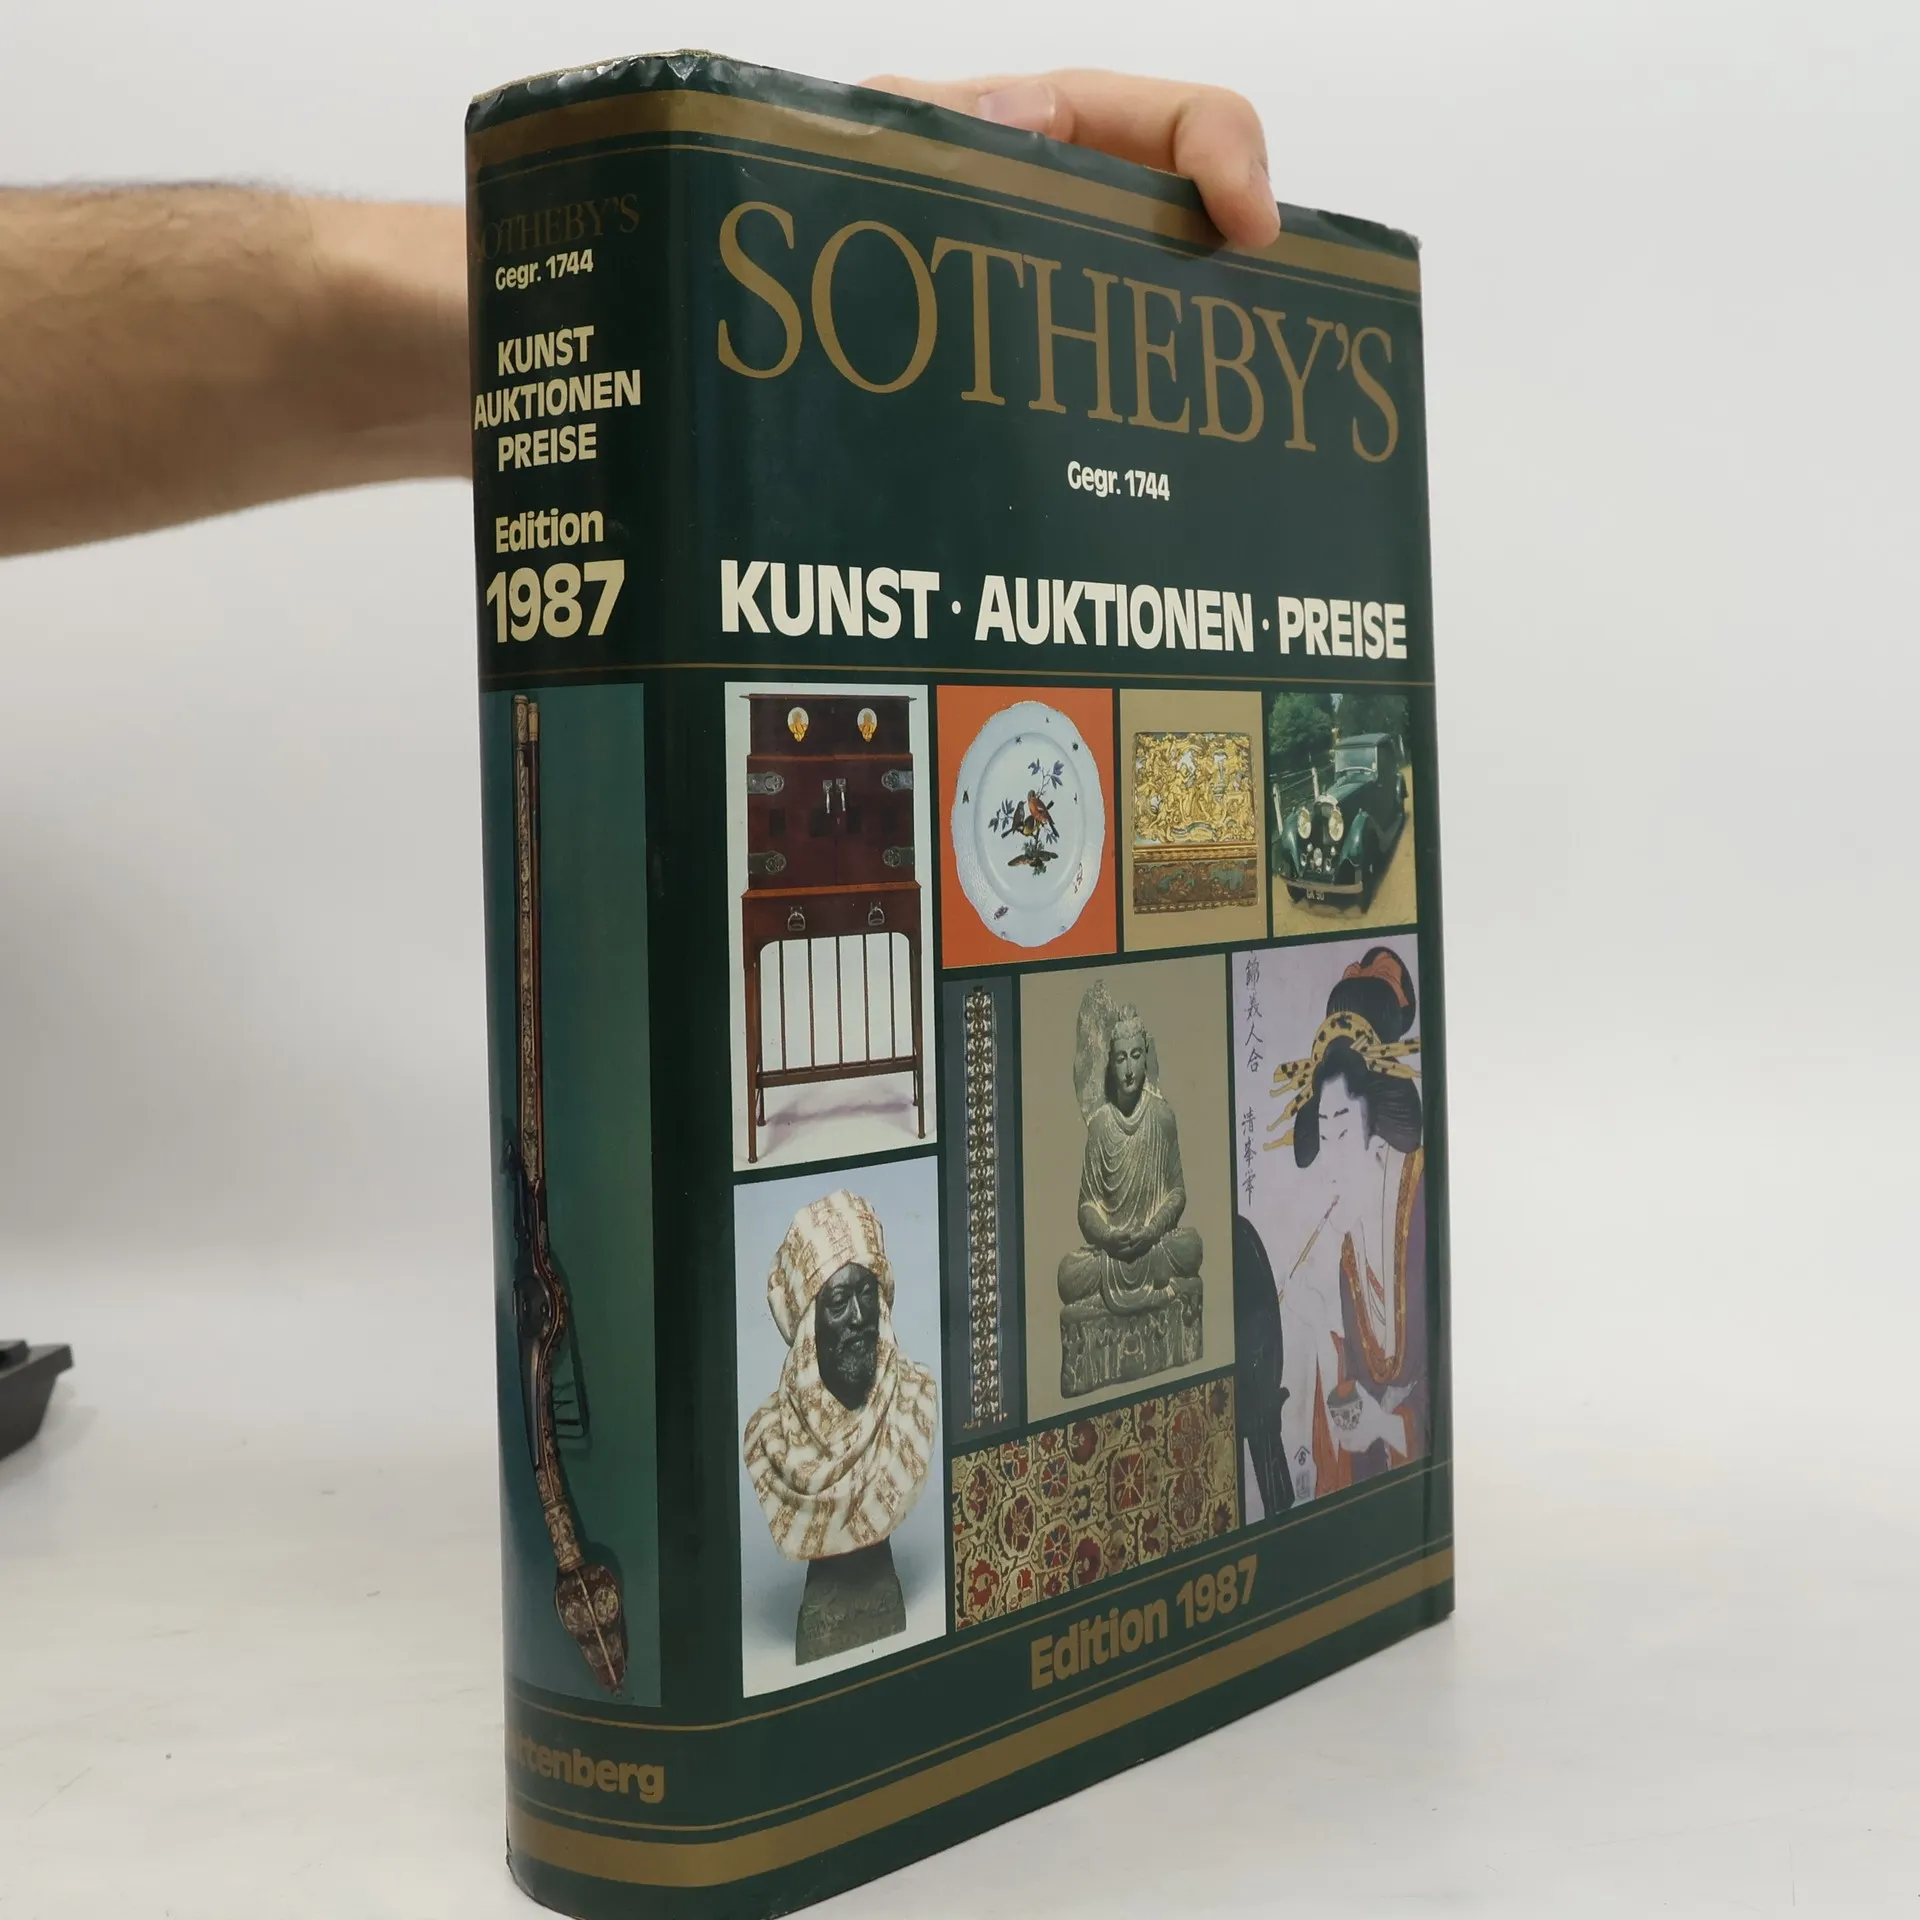 SOTHEBY'S
Gegr. 1744
KUNST
AUKTIONEN
PREISE
Edition
1987
SOTHEBY'S
Gegr. 1744
KUNST · AUKTIONEN · PREISE
Edition 1987